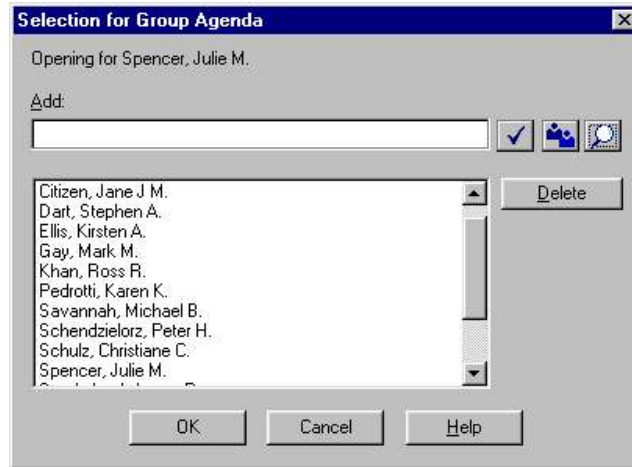 Selection for Group Agenda
Opening for Spencer, Julie M.
Add:
Citizen, Jane J M.
Dart, Stephen A.
Ellis, Kirsten A.
Gay, Mark M.
Khan, Ross R.
Pedrotti, Karen K.
Savannah, Michael B.
Schendzielorz, Peter H.
Schulz, Christiane C.
Spencer, Julie M.
Delete
OK
Cancel
Help